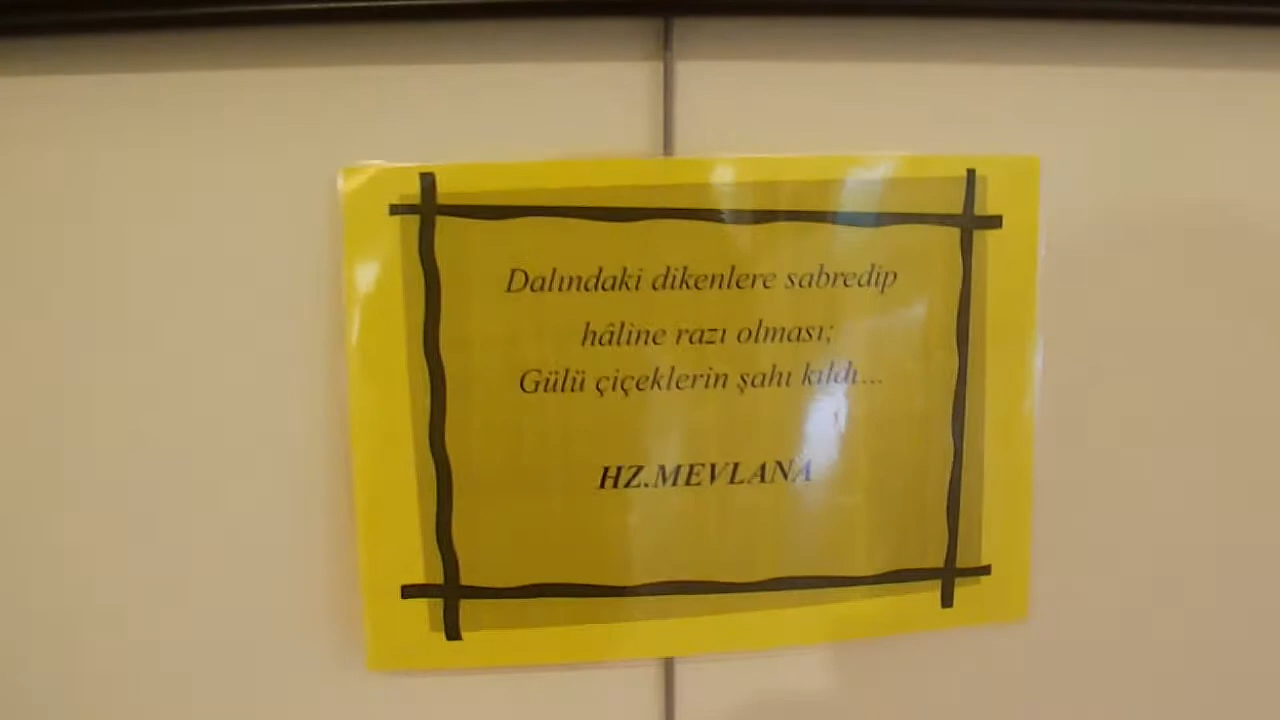 Dalındaki dikenlere sabredip
hâline razı olması;
Gülü çiçeklerin şahı kıldı...
HZ.MEVLANA